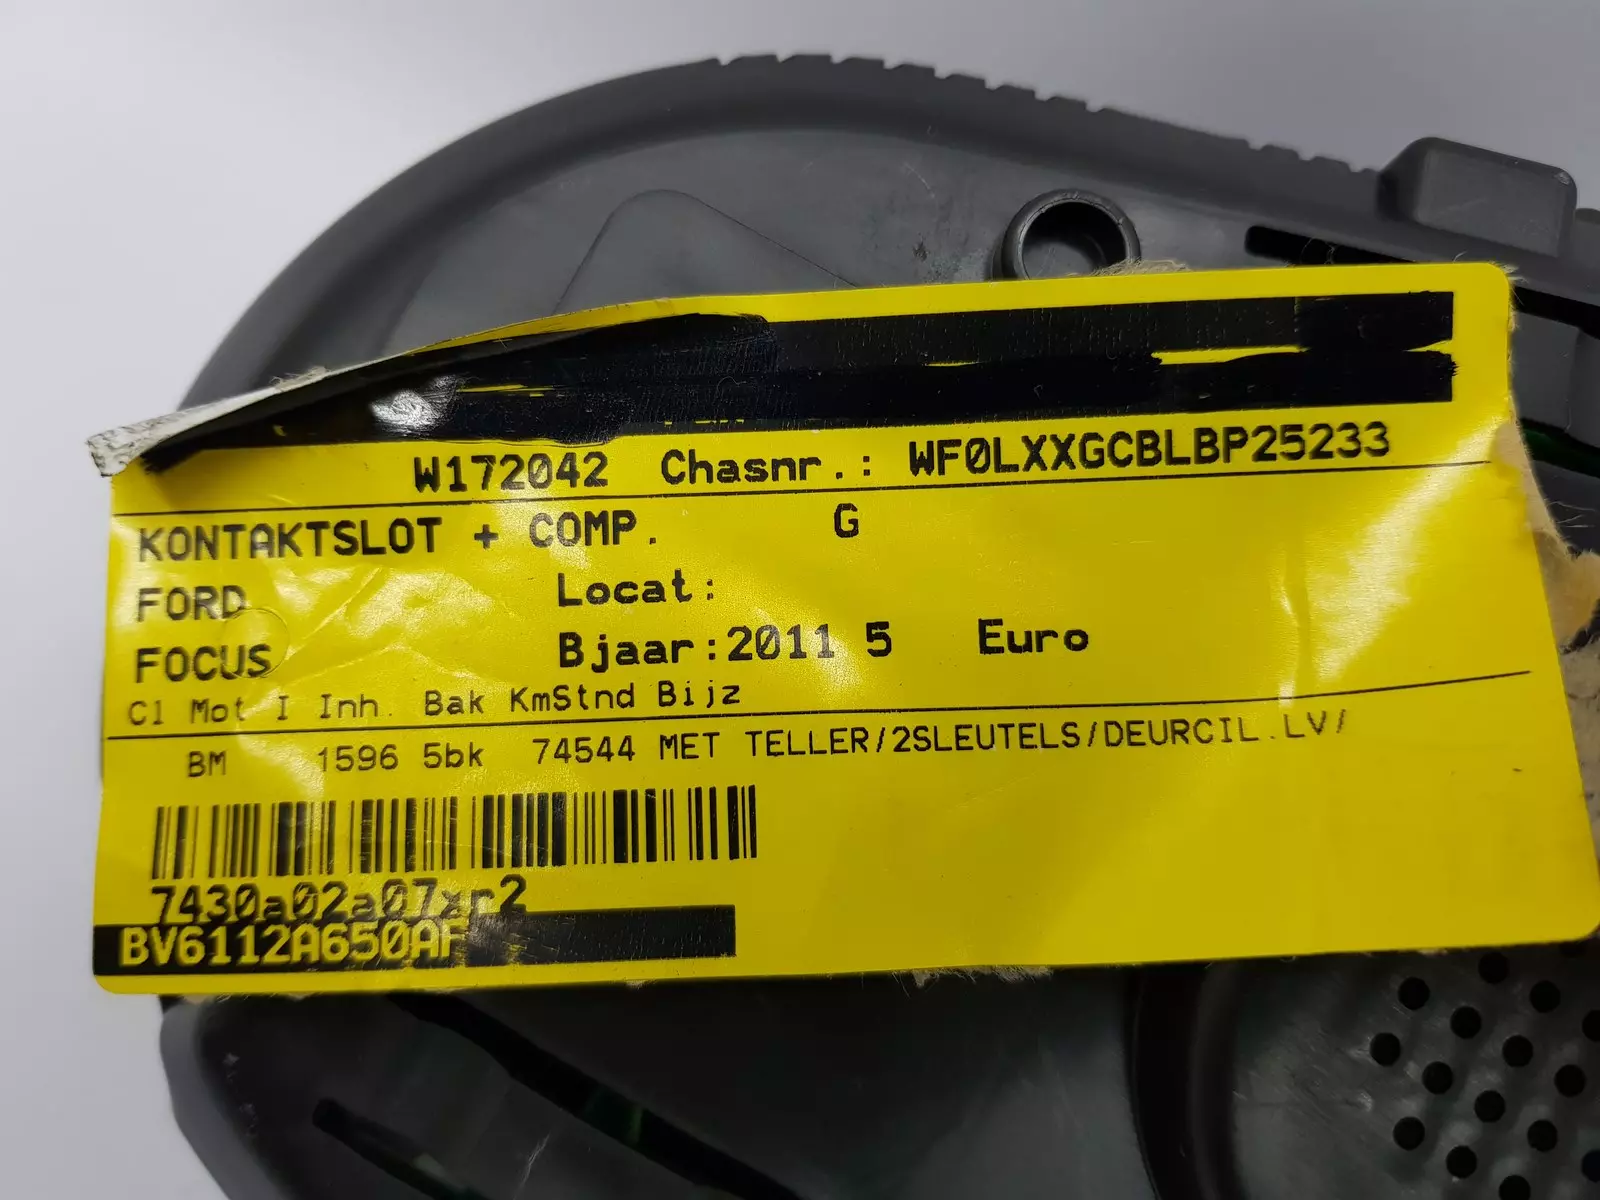 W172042 Chasnr.: WF0LXXGCBLBP25233
KONTAKTSLOT + COMP. G
FORD Locat:
FOCUS Bjaar:2011 5 Euro
Cl Mot I Inh. Bak KmStnd Bijz
BM 1596 5bk 74544 MET TELLER/2SLEUTELS/DEURCIL.LV/
7430a02a07xr2
BV6112A650AF